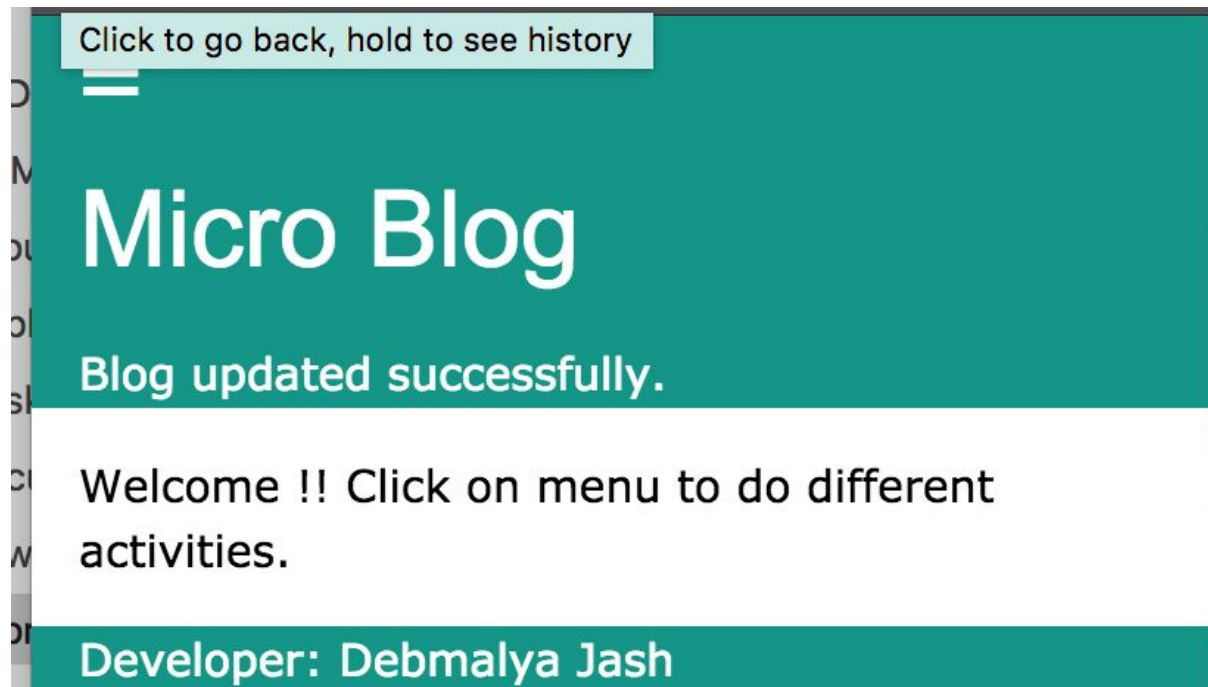 Click to go back, hold to see history
Micro Blog
Blog updated successfully.
Welcome !! Click on menu to do different
activities.
Developer: Debmalya Jash